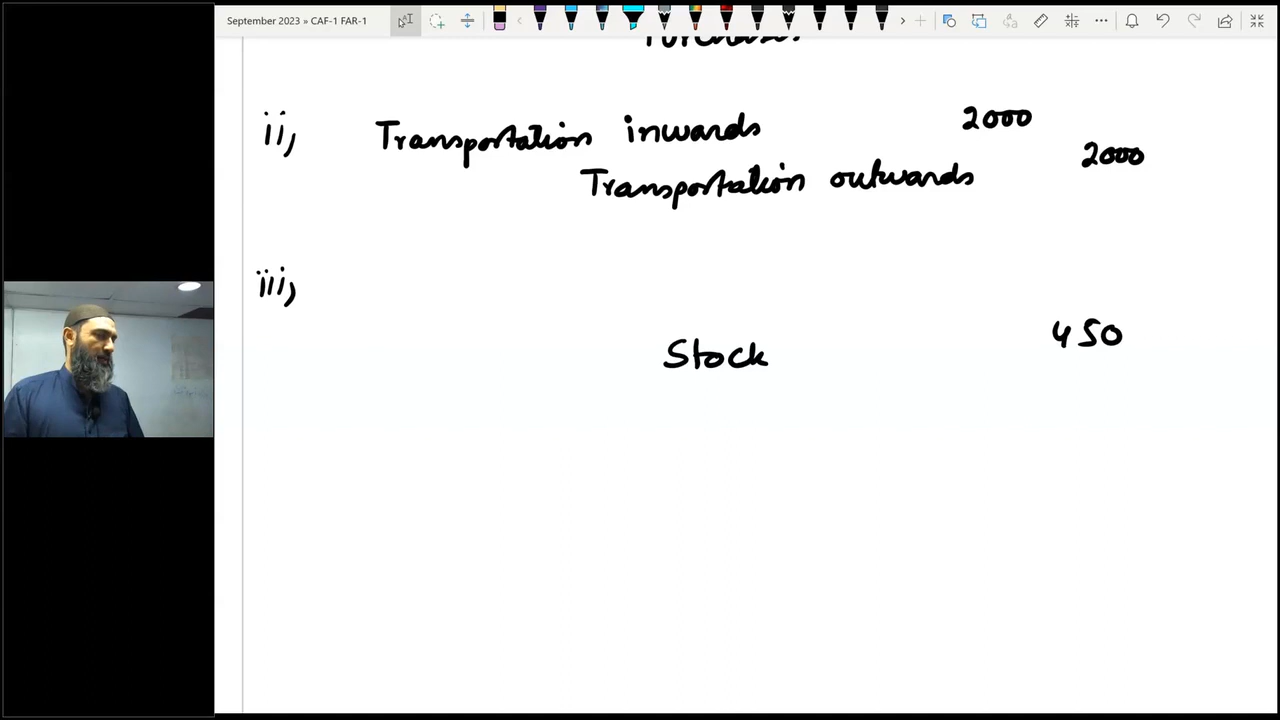 September 2023 » CAF-1 FAR-1
ii, Transportation inwards 2000
Transportation outwards 2000
iii,
Stock 450